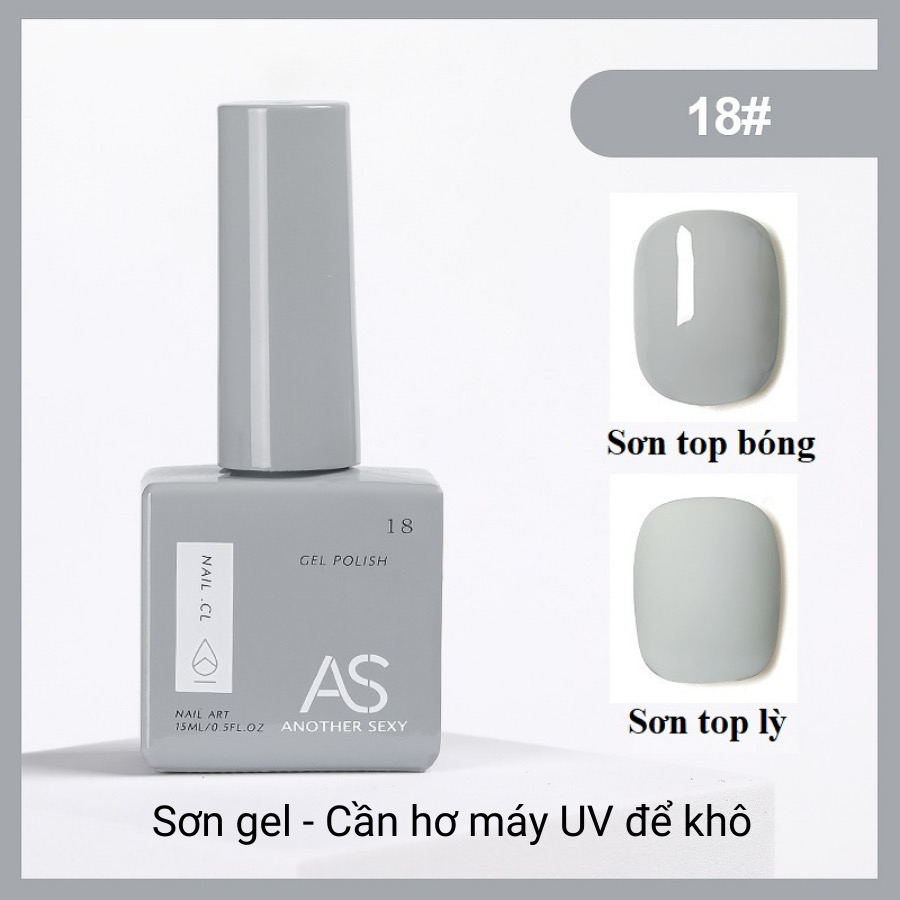 18#
Sơn top bóng
Sơn top lỳ
18
GEL POLISH
NAIL .CL
AS
NAIL ART
15ML/0.5FL.OZ
ANOTHER SEXY
Sơn gel - Cần hơ máy UV để khô